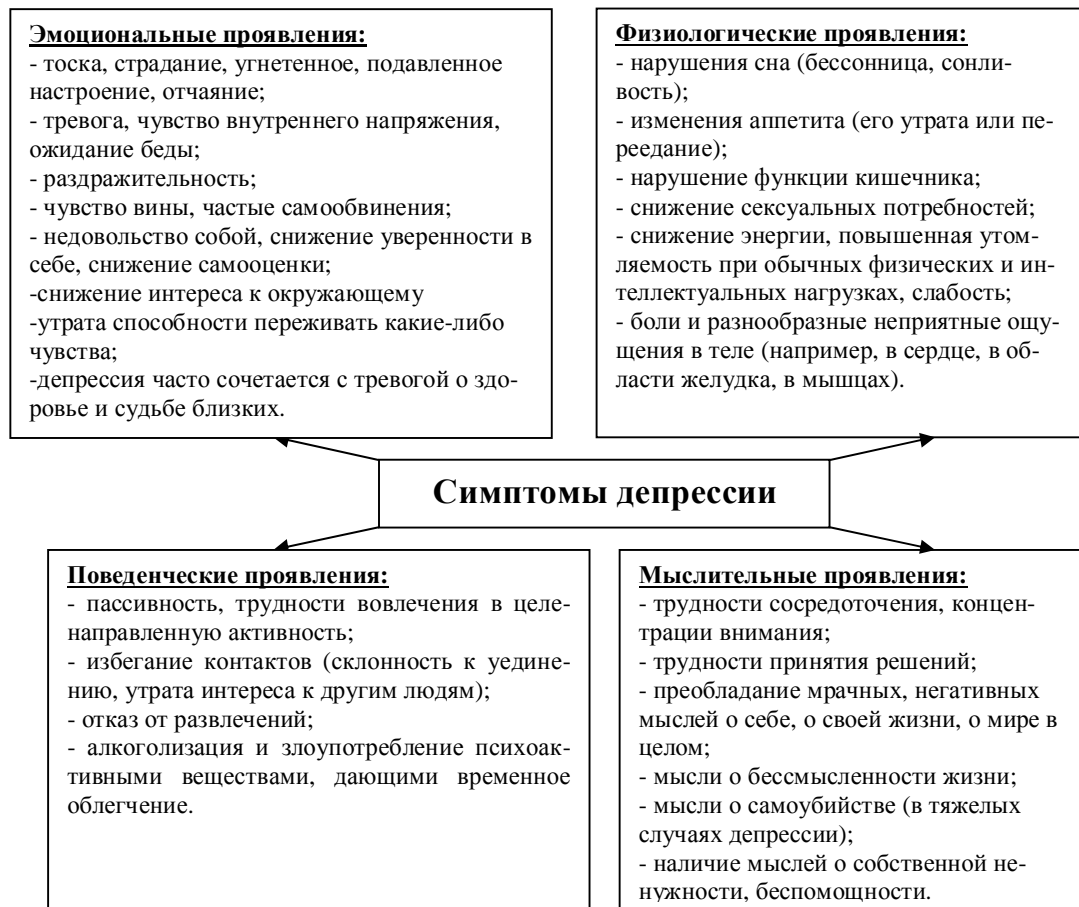 Эмоциональные проявления:
- тоска, страдание, угнетенное, подавленное
настроение, отчаяние;
- тревога, чувство внутреннего напряжения,
ожидание беды;
- раздражительность;
- чувство вины, частые самообвинения;
- недовольство собой, снижение уверенности в
себе, снижение самооценки;
-снижение интереса к окружающему
-утрата способности переживать какие-либо
чувства;
-депрессия часто сочетается с тревогой о здо-
ровье и судьбе близких.
Физиологические проявления:
- нарушения сна (бессонница, сонли-
вость);
- изменения аппетита (его утрата или пе-
реедание);
- нарушение функции кишечника;
- снижение сексуальных потребностей;
- снижение энергии, повышенная утом-
ляемость при обычных физических и ин-
теллектуальных нагрузках, слабость;
- боли и разнообразные неприятные ощу-
щения в теле (например, в сердце, в об-
ласти желудка, в мышцах).
Симптомы депрессии
Поведенческие проявления:
- пассивность, трудности вовлечения в целе-
направленную активность;
- избегание контактов (склонность к уедине-
нию, утрата интереса к другим людям);
- отказ от развлечений;
- алкоголизация и злоупотребление психоак-
тивными веществами, дающими временное
облегчение.
Мыслительные проявления:
- трудности сосредоточения, концен-
трации внимания;
- трудности принятия решений;
- преобладание мрачных, негативных
мыслей о себе, о своей жизни, о мире в
целом;
- мысли о бессмысленности жизни;
- мысли о самоубийстве (в тяжелых
случаях депрессии);
- наличие мыслей о собственной не-
нужности, беспомощности.